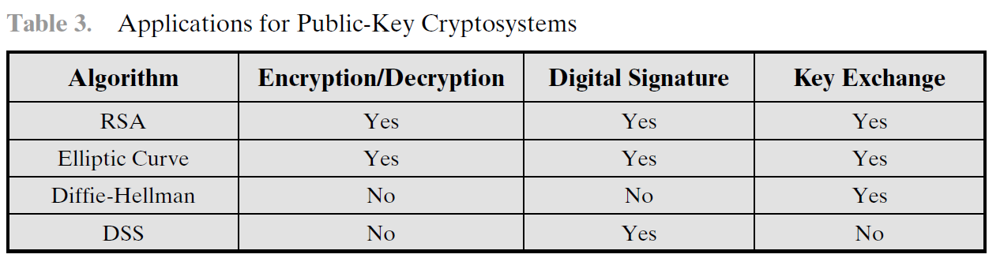 Table 3. Applications for Public-Key Cryptosystems
Algorithm Encryption/Decryption Digital Signature Key Exchange
RSA Yes Yes Yes
Elliptic Curve Yes Yes Yes
Diffie-Hellman No No Yes
DSS No Yes No